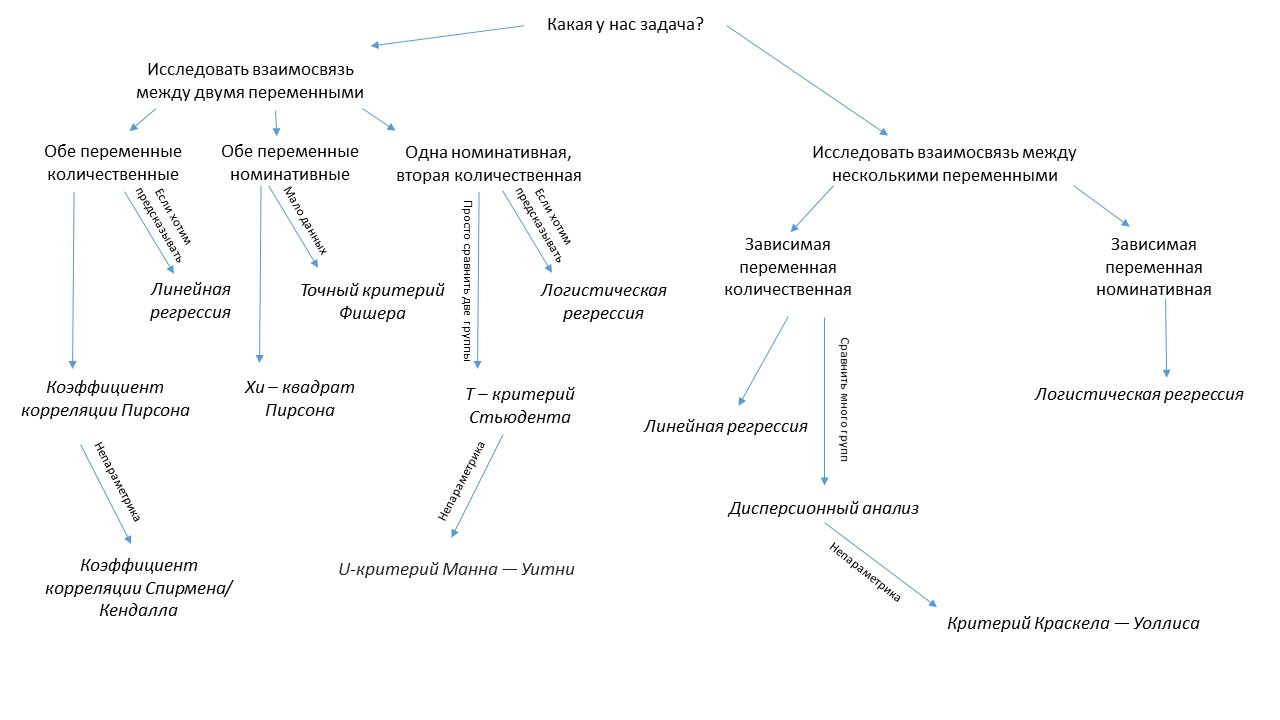 Какая у нас задача?
Исследовать взаимосвязь
между двумя переменными
Обе переменные
количественные
Обе переменные
номинативные
Одна номинативная,
вторая количественная
Исследовать взаимосвязь между
несколькими переменными
Если хотим
предсказывать
Мало данных
Просто сравнить две группы
Если хотим
предсказывать
Зависимая
переменная
количественная
Зависимая
переменная
номинативная
Линейная
регрессия
Точный критерий
Фишера
Логистическая
регрессия
Коэффициент
корреляции Пирсона
Хи – квадрат
Пирсона
Т – критерий
Стьюдента
Сравнить много групп
Линейная регрессия
Логистическая регрессия
Непараметрика
Непараметрика
Дисперсионный анализ
Непараметрика
Коэффициент
корреляции Спирмена/
Кендалла
U-критерий Манна — Уитни
Критерий Краскела — Уоллиса